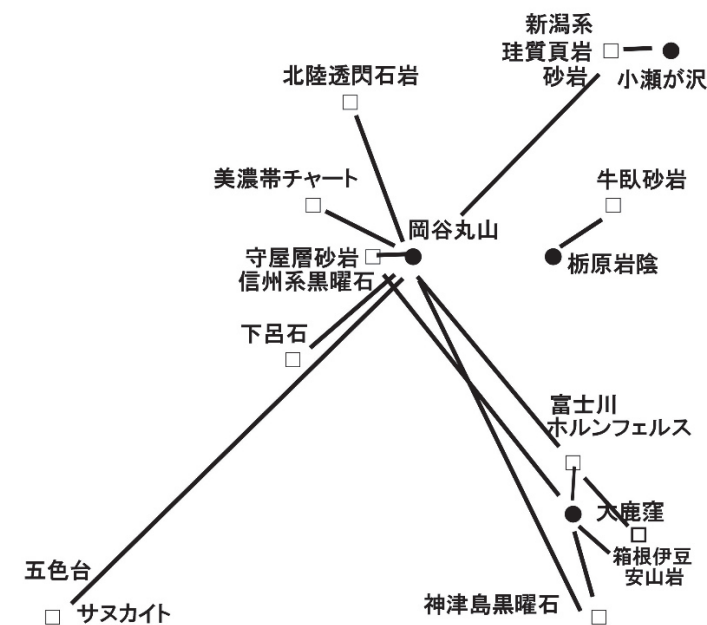 新潟系
珪質頁岩
砂岩
小瀬が沢
北陸透閃石岩
美濃帯チャート
牛臥砂岩
岡谷丸山
守屋層砂岩
信州系黒曜石
栃原岩陰
下呂石
富士川
ホルンフェルス
大鹿窪
箱根伊豆
安山岩
五色台
サヌカイト
神津島黒曜石